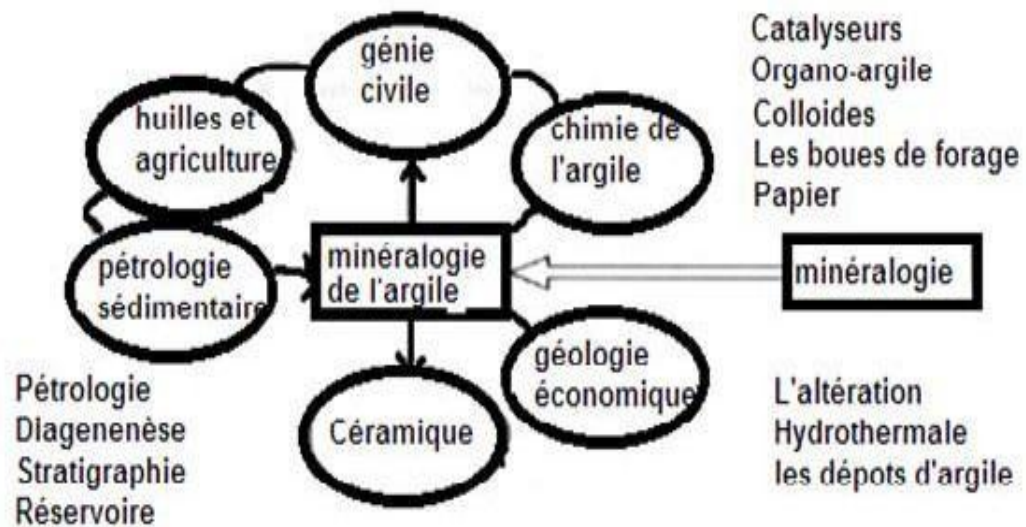 génie
civile
huilles et
agriculture
chimie de
l'argile
Catalyseurs
Organo-argile
Colloides
Les boues de forage
Papier
pétrologie
sédimentaire
minéralogie
de l'argile
minéralogie
géologie
économique
Céramique
Pétrologie
Diagenenèse
Stratigraphie
Réservoire
L'altération
Hydrothermale
les dépots d'argile